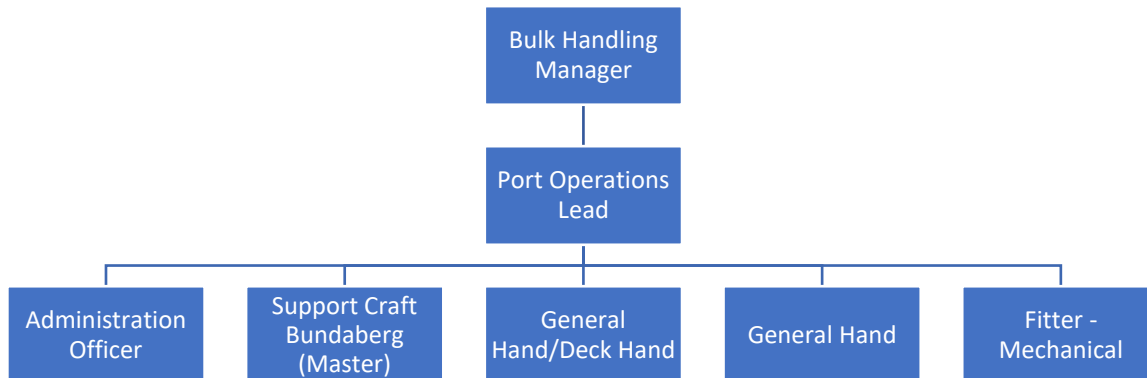 Bulk Handling
Manager
Port Operations
Lead
Administration
Officer
Support Craft
Bundaberg
(Master)
General
Hand/Deck Hand
General Hand
Fitter -
Mechanical